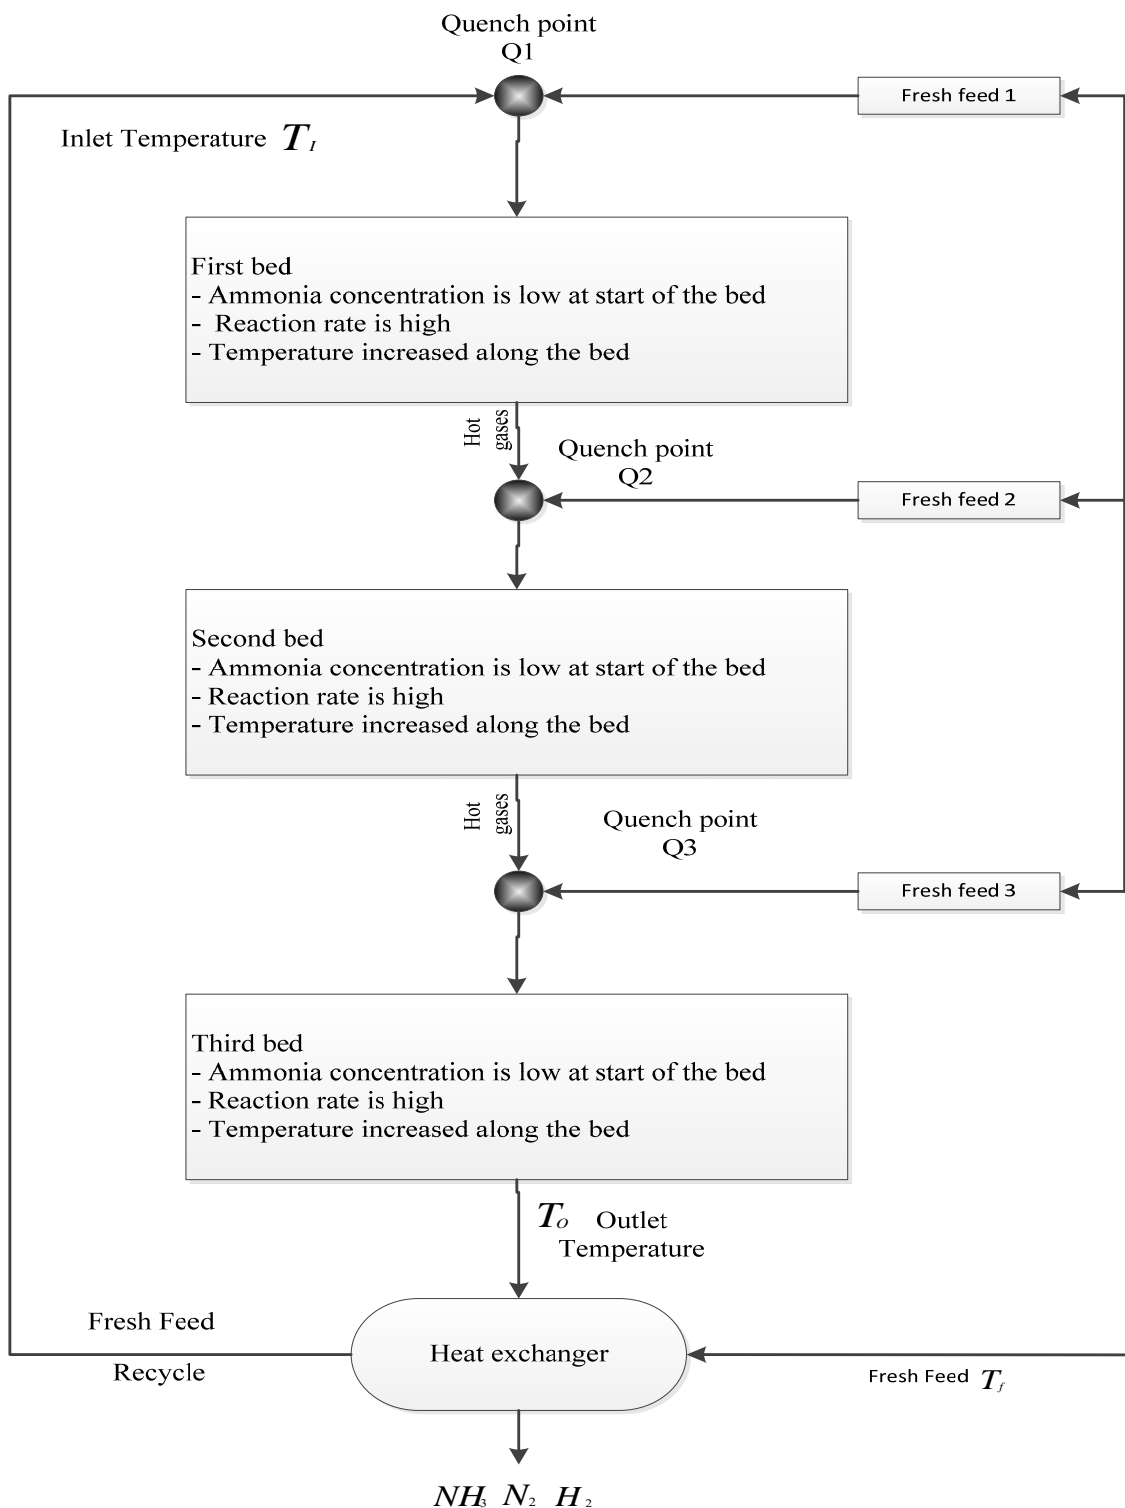 Quench point
Q1
Fresh feed 1
Inlet Temperature T_I
First bed
- Ammonia concentration is low at start of the bed
- Reaction rate is high
- Temperature increased along the bed
Hot
gases
Quench point
Q2
Fresh feed 2
Second bed
- Ammonia concentration is low at start of the bed
- Reaction rate is high
- Temperature increased along the bed
Hot
gases
Quench point
Q3
Fresh feed 3
Third bed
- Ammonia concentration is low at start of the bed
- Reaction rate is high
- Temperature increased along the bed
T_O Outlet
Temperature
Fresh Feed
Recycle
Heat exchanger
Fresh Feed T_f
NH₃ N₂ H₂